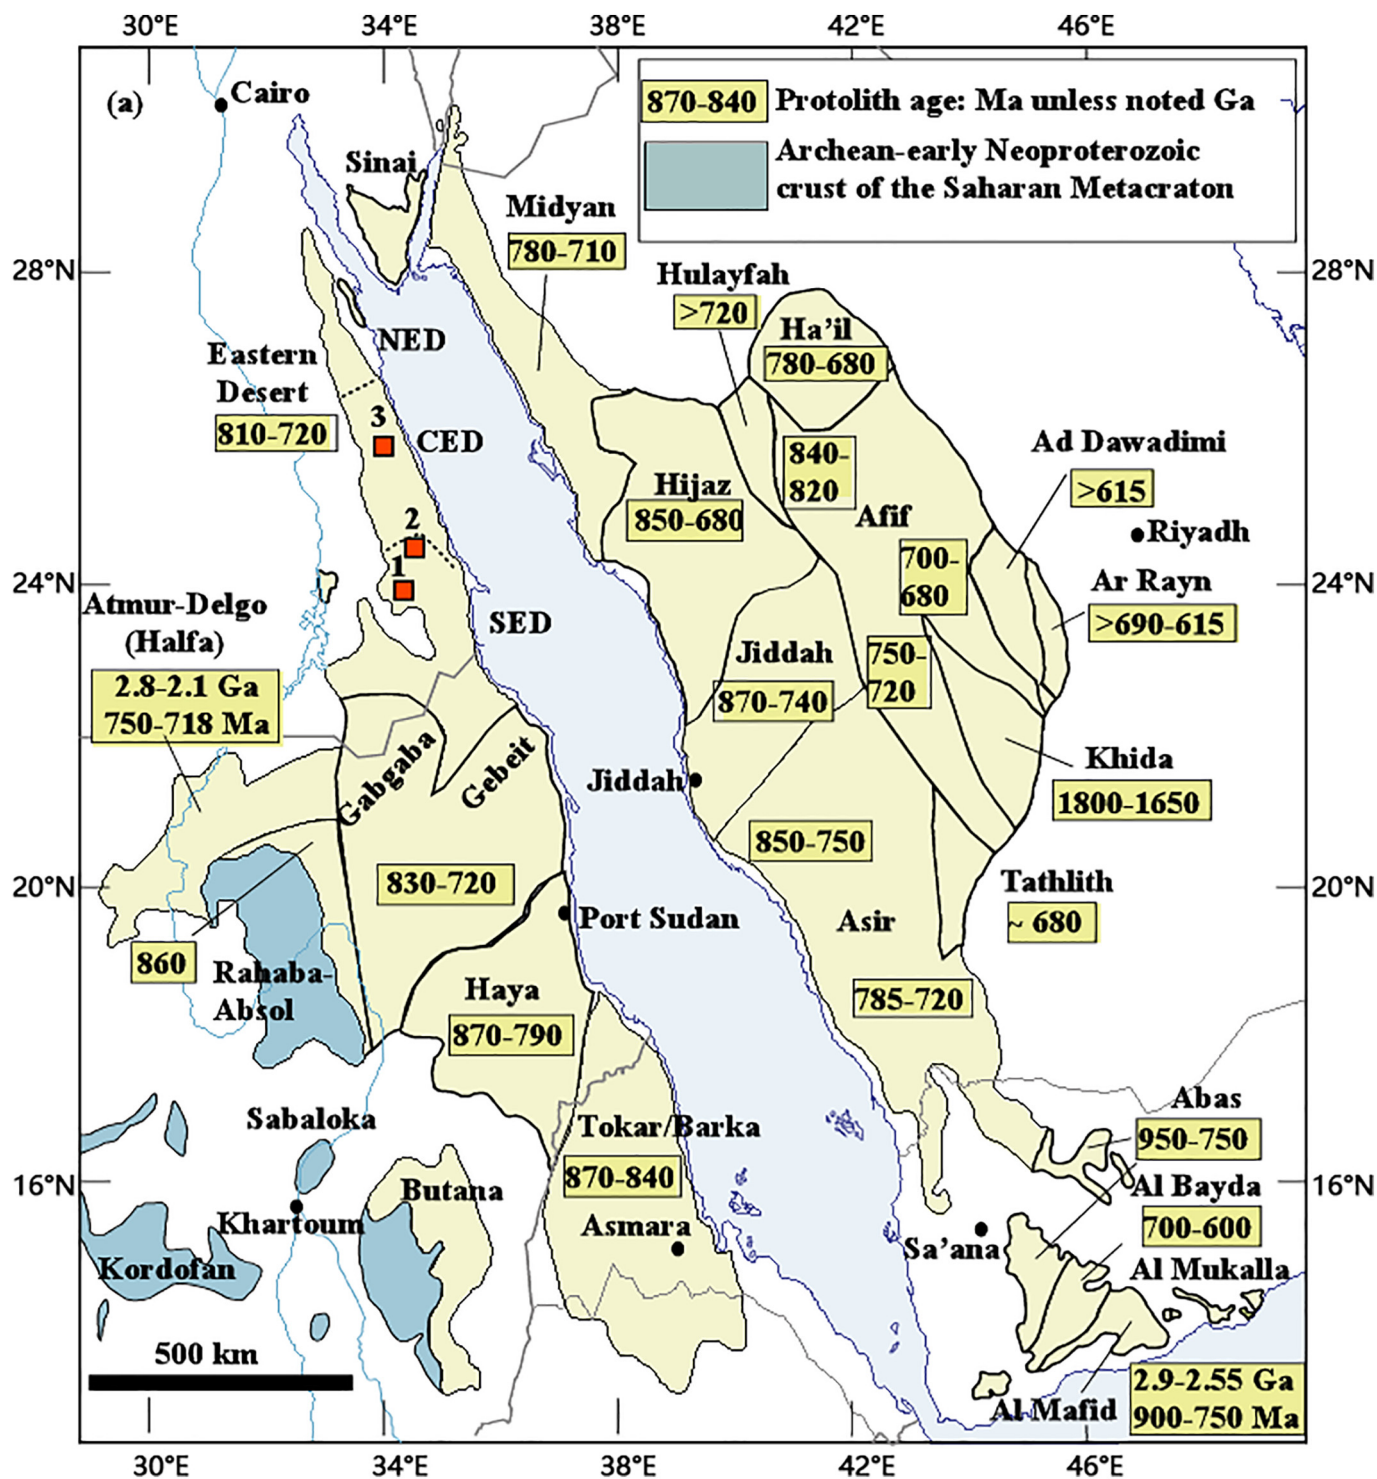 30°E
34°E
38°E
42°E
46°E
(a)
Cairo
870-840
Protolith age: Ma unless noted Ga
Archean-early Neoproterozoic
crust of the Saharan Metacraton
Sinai
Midyan
780-710
28°N
28°N
Hulayfah
>720
Ha'il
780-680
NED
Eastern
Desert
810-720
3
CED
840-
820
Ad Dawadimi
>615
Hijaz
850-680
Afif
Riyadh
2
1
700-
680
24°N
24°N
Ar Rayn
>690-615
Atmur-Delgo
(Halfa)
2.8-2.1 Ga
750-718 Ma
SED
Jiddah
870-740
750-
720
Gabgaba
Gebeit
Jiddah
Khida
1800-1650
850-750
830-720
20°N
20°N
Tathlith
~ 680
Port Sudan
Asir
860
Rahaba-
Absol
Haya
870-790
785-720
Sabaloka
Tokar/Barka
870-840
Abas
950-750
16°N
16°N
Butana
Al Bayda
700-600
Khartoum
Asmara
Sa'ana
Kordofan
Al Mukalla
500 km
2.9-2.55 Ga
900-750 Ma
Al Mafid
30°E
34°E
38°E
42°E
46°E